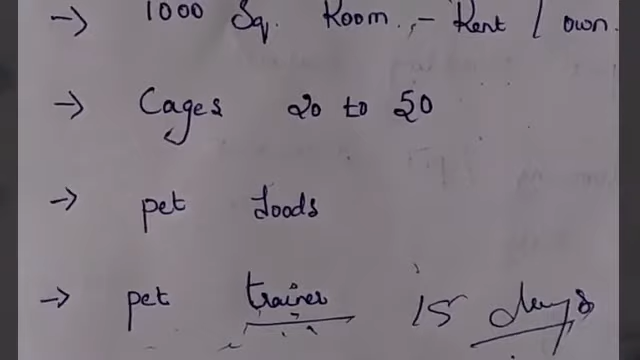 → 1000 Sq. Room. - Rent / own.
→ Cages 20 to 50
→ pet foods
→ pet trainer 15 days